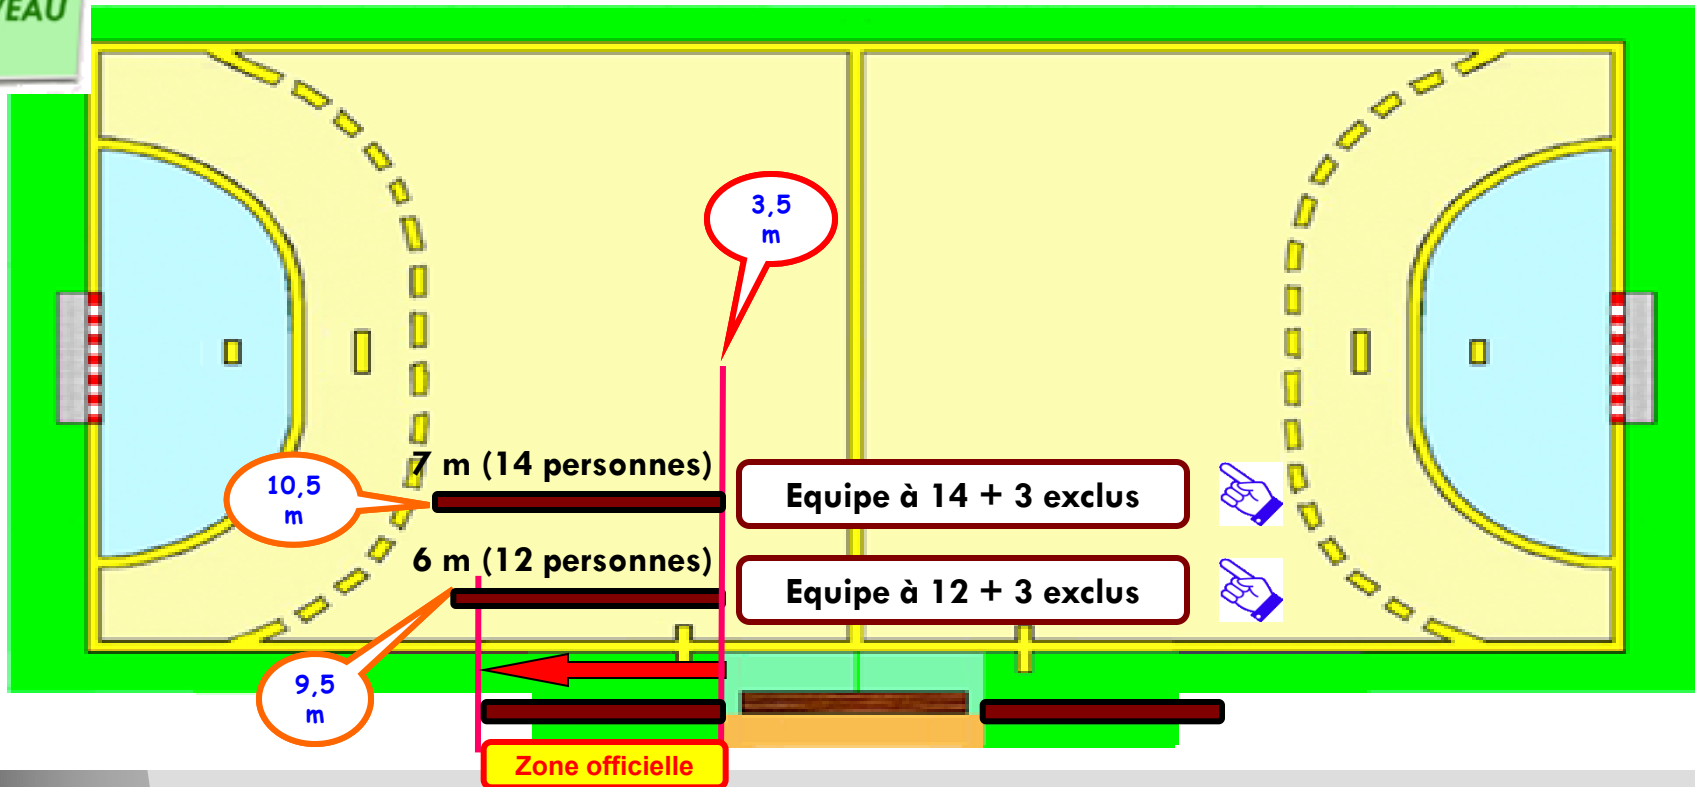 3,5
m
7 m (14 personnes)
10,5
m
Equipe à 14 + 3 exclus
6 m (12 personnes)
Equipe à 12 + 3 exclus
9,5
m
Zone officielle